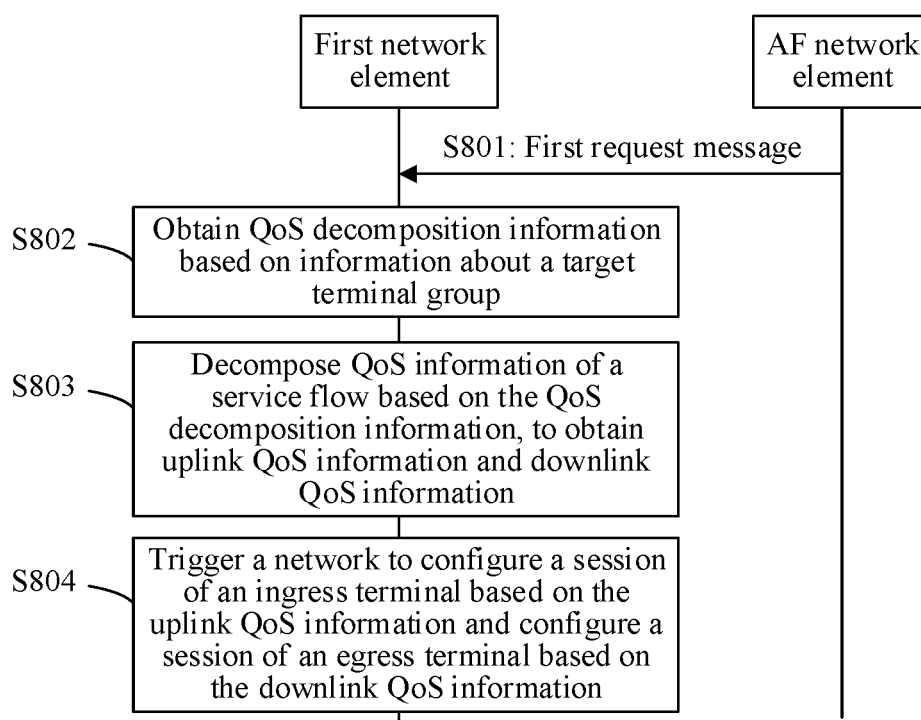 First network
element
AF network
element
S801: First request message
S802
Obtain QoS decomposition information
based on information about a target
terminal group
S803
Decompose QoS information of a
service flow based on the QoS
decomposition information, to obtain
uplink QoS information and downlink
QoS information
S804
Trigger a network to configure a session
of an ingress terminal based on the
uplink QoS information and configure a
session of an egress terminal based on
the downlink QoS information